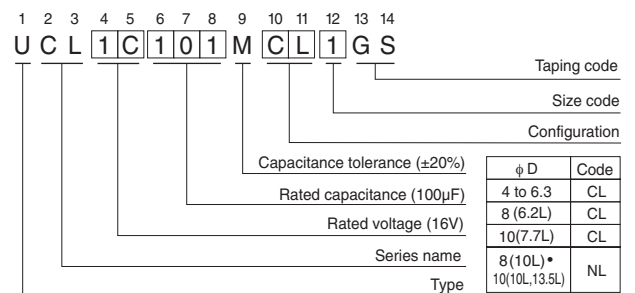 1 2 3 4 5 6 7 8 9 10 11 12 13 14
U C L 1 C 1 0 1 M C L 1 G S
Taping code
Size code
Configuration
Capacitance tolerance (±20%)
Rated capacitance (100µF)
Rated voltage (16V)
Series name
Type
ϕ D Code
4 to 6.3 CL
8 (6.2L) CL
10(7.7L) CL
8(10L) • NL
10(10L,13.5L)